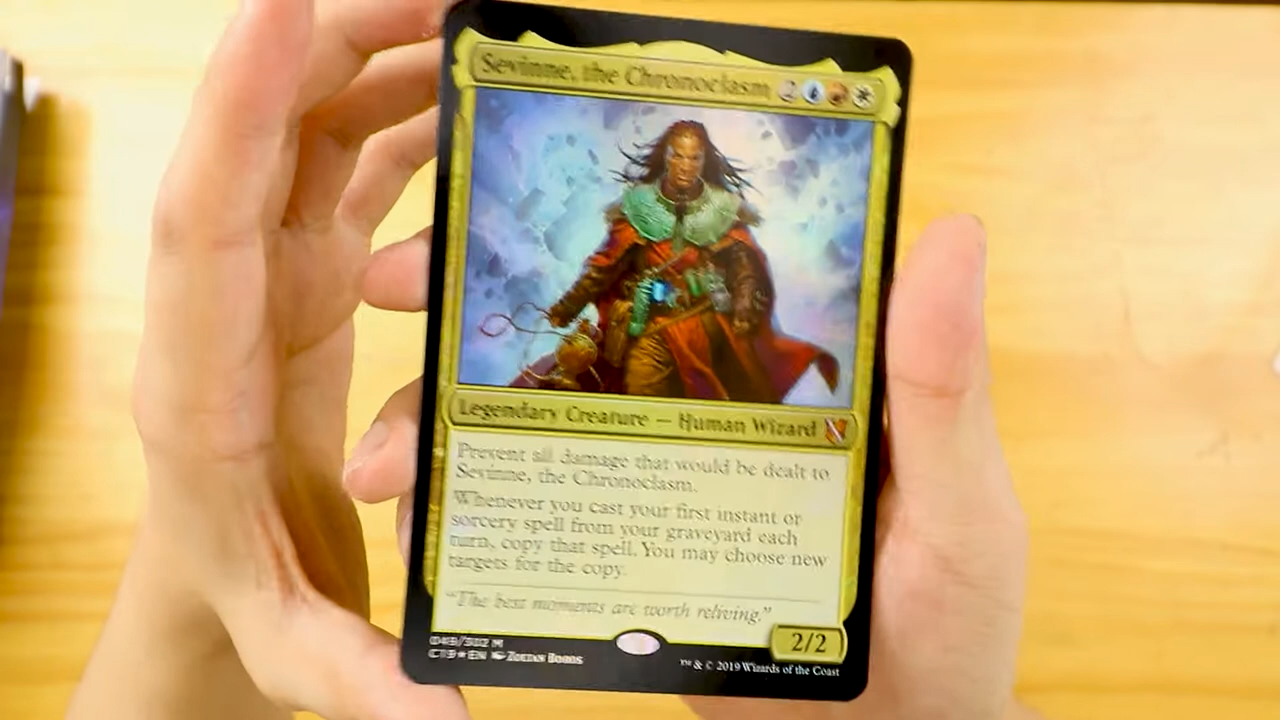 Sevinne, the Chronoclasm 2
Legendary Creature — Human Wizard
Prevent all damage that would be dealt to
Sevinne, the Chronoclasm.
Whenever you cast your first instant or
sorcery spell from your graveyard each
turn, copy that spell. You may choose new
targets for the copy.
"The best moments are worth reliving."
2/2
049/302 M
C19 ★ EN Zoltan Boros
™ & © 2019 Wizards of the Coast